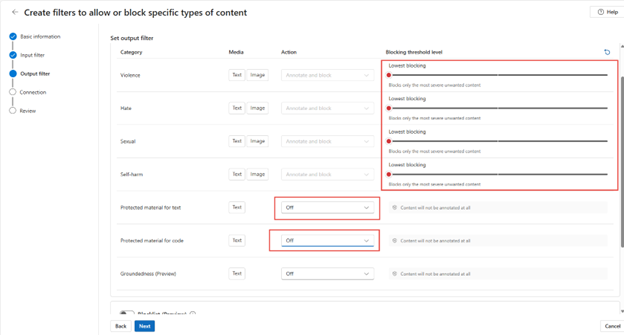 ← Create filters to allow or block specific types of content
Help
Basic information
Input filter
Output filter
Connection
Review
Set output filter
Category Media Action Blocking threshold level
Violence Text Image Annotate and block
Lowest blocking
Blocks only the most severe unwanted content
Hate Text Image Annotate and block
Lowest blocking
Blocks only the most severe unwanted content
Sexual Text Image Annotate and block
Lowest blocking
Blocks only the most severe unwanted content
Self-harm Text Image Annotate and block
Lowest blocking
Blocks only the most severe unwanted content
Protected material for text Text Off Content will not be annotated at all
Protected material for code Text Off Content will not be annotated at all
Groundedness (Preview) Text Off Content will not be annotated at all
Blocklist (Preview)
Back Next Cancel